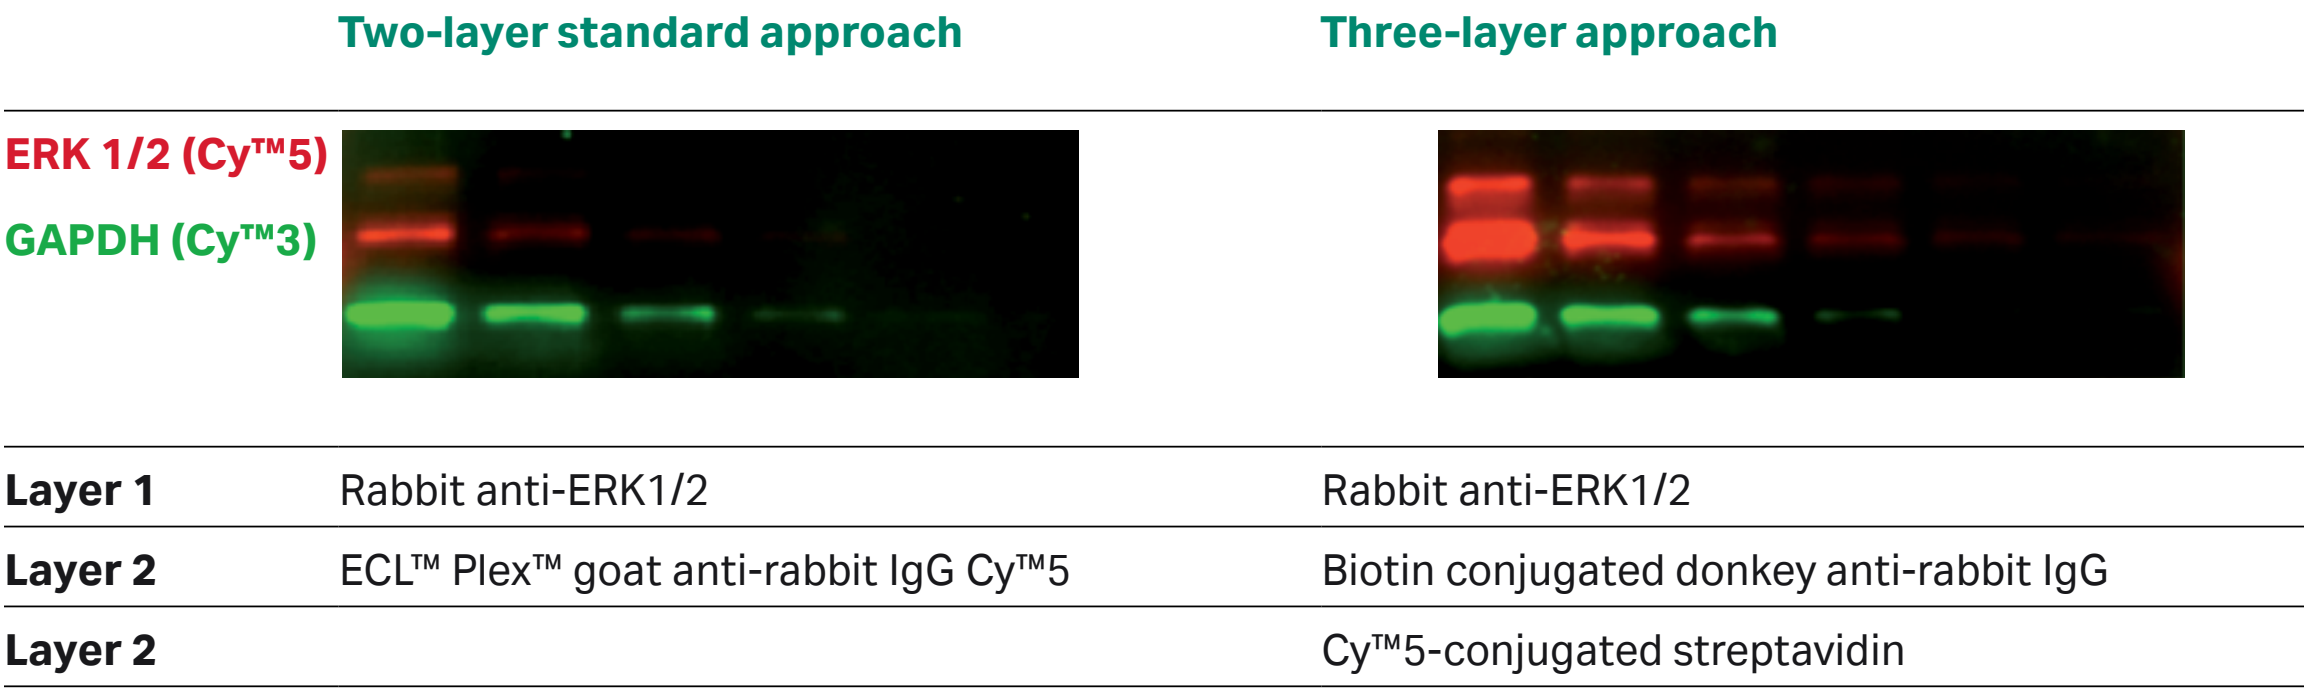 Two-layer standard approach Three-layer approach
ERK 1/2 (Cy™5)
GAPDH (Cy™3)
Layer 1 Rabbit anti-ERK1/2 Rabbit anti-ERK1/2
Layer 2 ECL™ Plex™ goat anti-rabbit IgG Cy™5 Biotin conjugated donkey anti-rabbit IgG
Layer 2 Cy™5-conjugated streptavidin